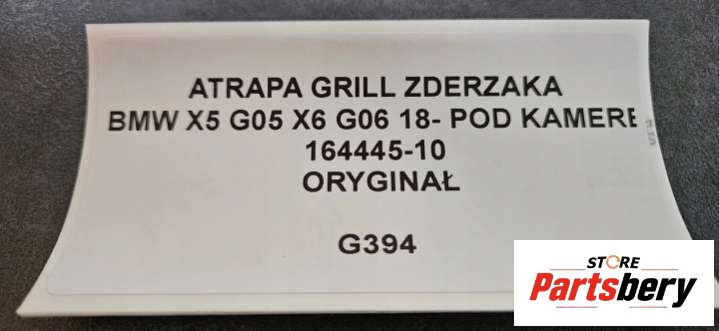 ATRAPA GRILL ZDERZAKA
BMW X5 G05 X6 G06 18- POD KAMERE
164445-10
ORYGINAŁ
G394
STORE
Partsbery